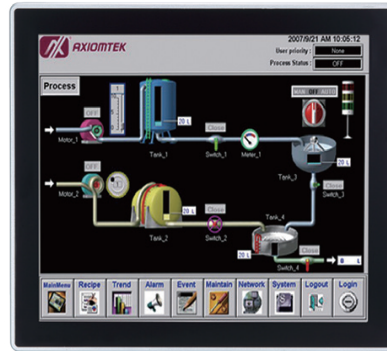 AXIOMTEK
2007/9/21 AM 10:05:12
User priority : None
Process Status : OFF
Process
MAN OFF AUTO
OFF
20 L
Close
Motor_1
Tank_1
Switch_1
Meter_1
20 L
Tank_3
OFF
Close
Switch_3
Motor_2
20 L
Close
Tank_4
Tank_2
Switch_2
20 L
Close
Switch_4
L
MainMenu Recipe Trend Alarm Event Maintain Network System Logout Login